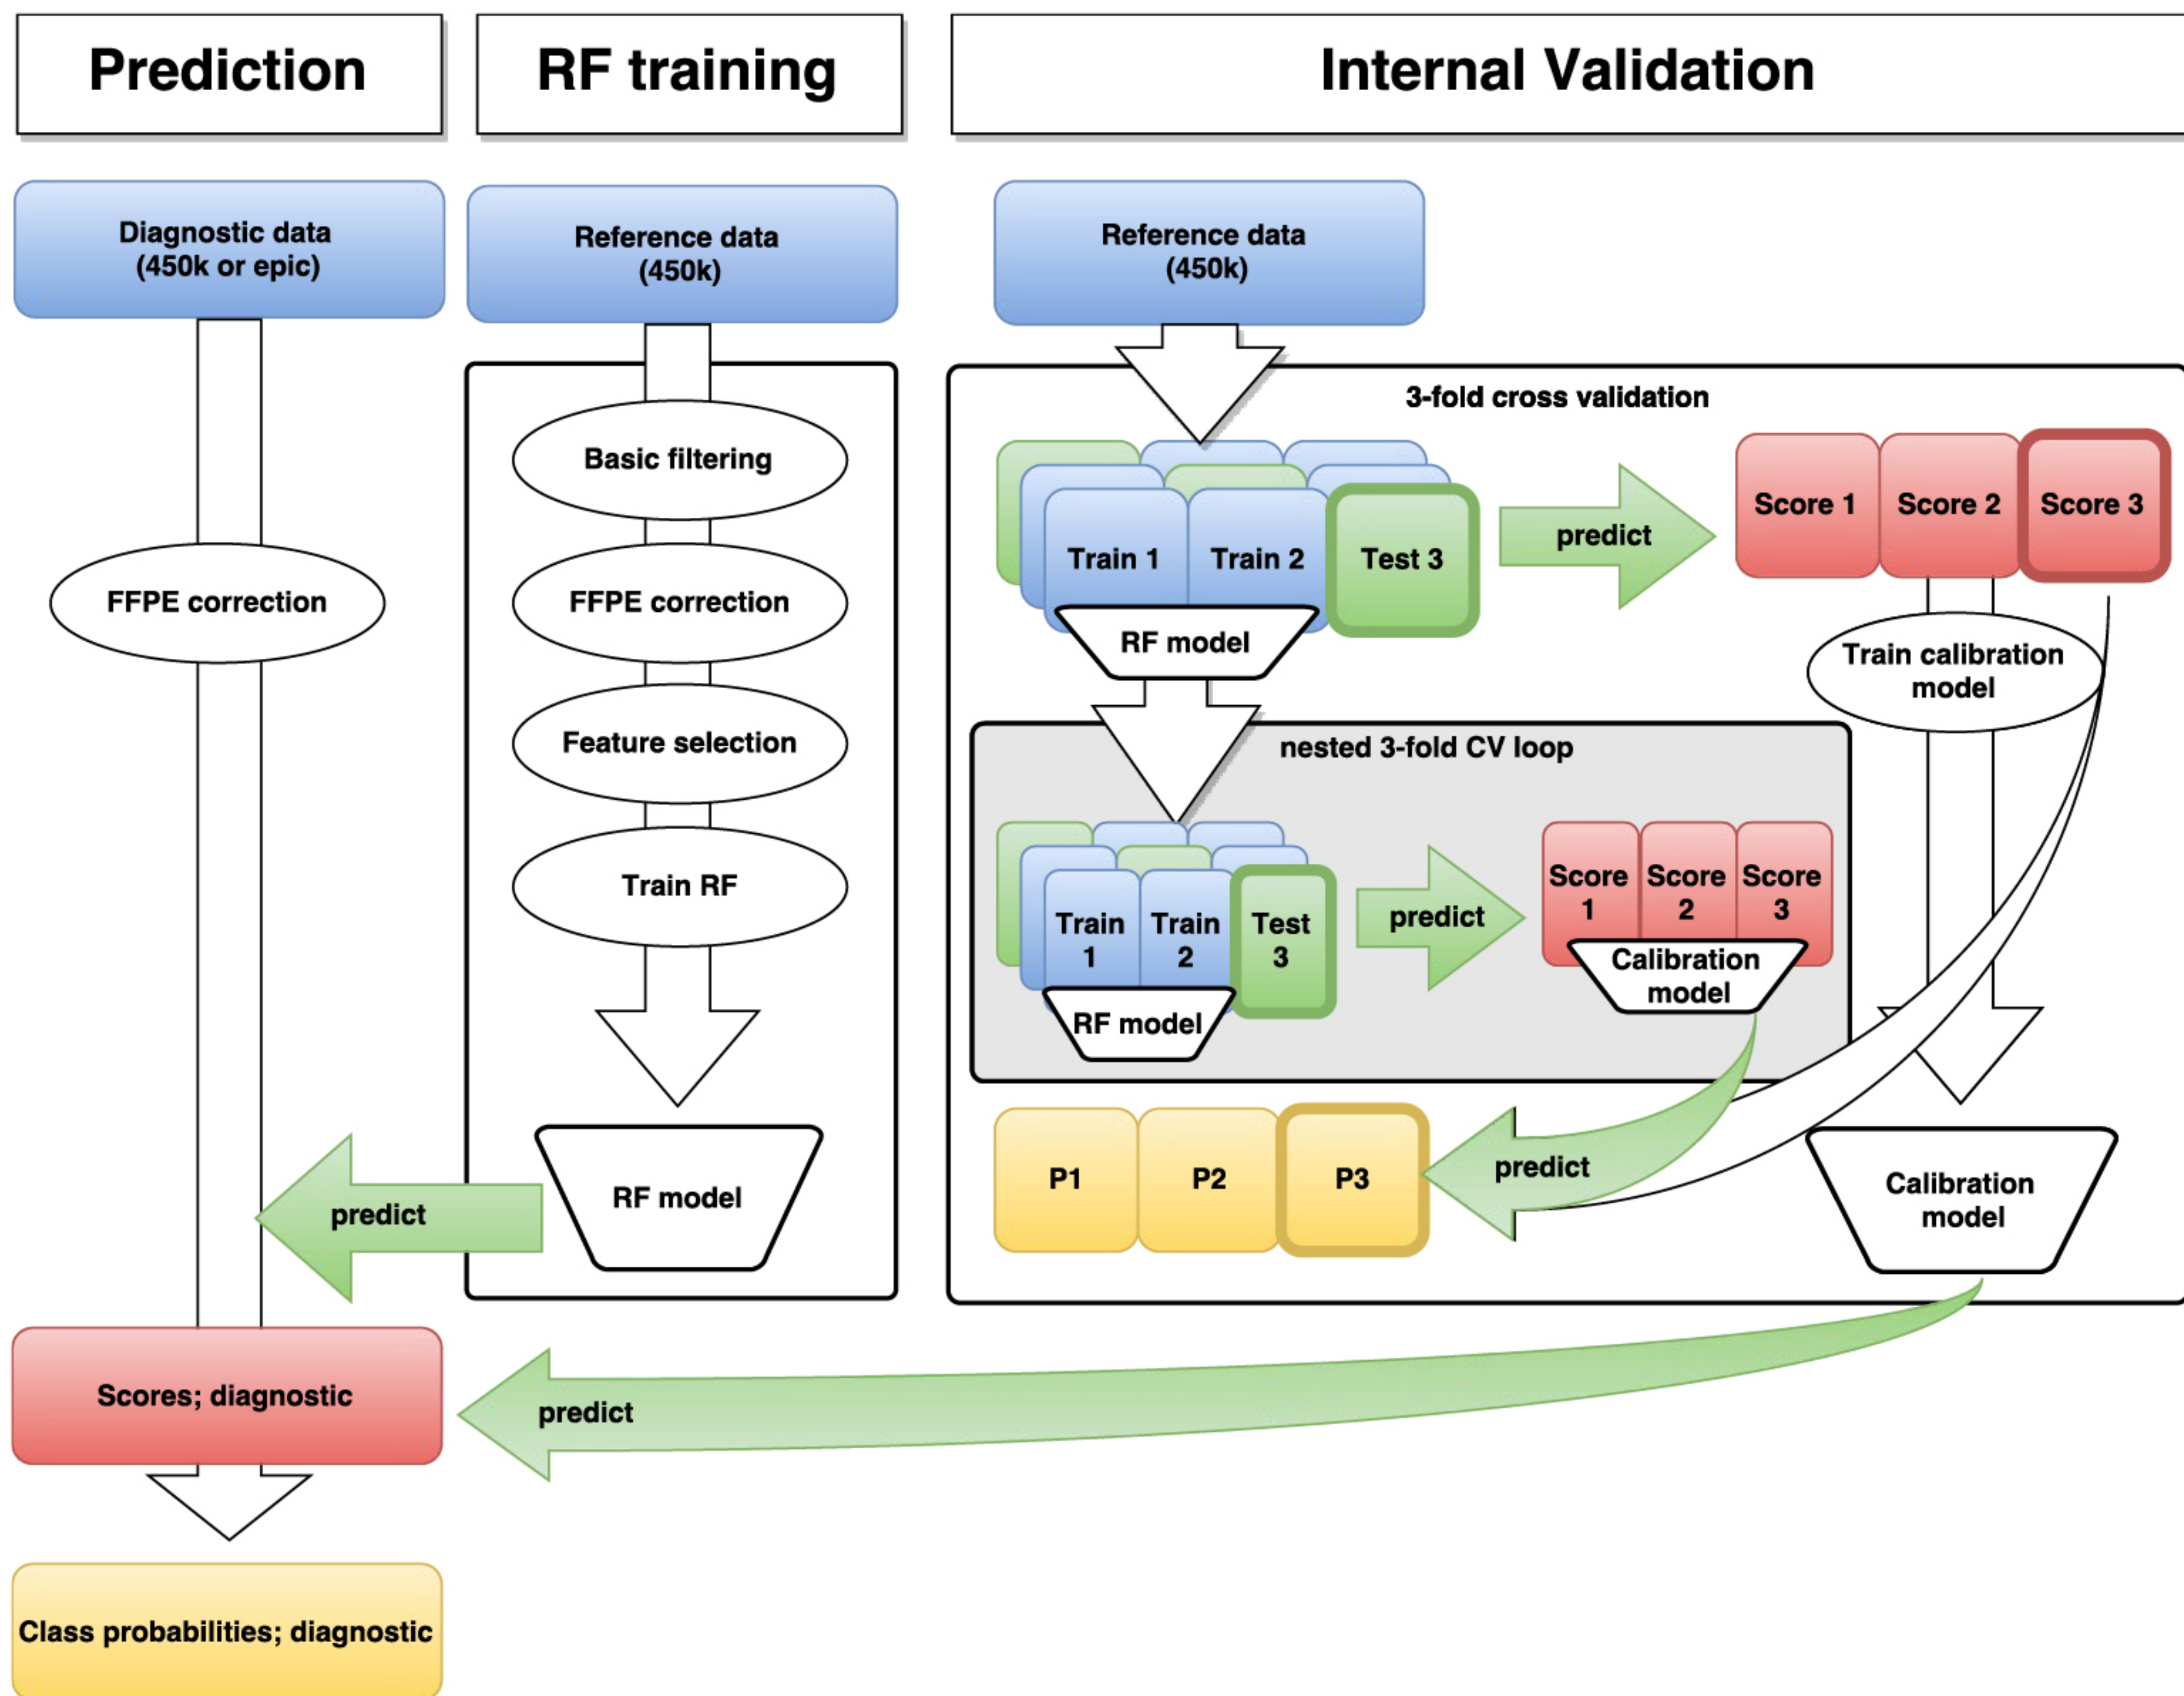 Prediction
RF training
Internal Validation
Diagnostic data
(450k or epic)
Reference data
(450k)
Reference data
(450k)
3-fold cross validation
Basic filtering
FFPE correction
FFPE correction
Feature selection
Train RF
RF model
predict
Train 1
Train 2
Test 3
RF model
predict
Score 1
Score 2
Score 3
Train calibration
model
nested 3-fold CV loop
Train
1
Train
2
Test
3
RF model
predict
Score
1
Score
2
Score
3
Calibration
model
P1
P2
P3
predict
Calibration
model
Scores; diagnostic
predict
Class probabilities; diagnostic